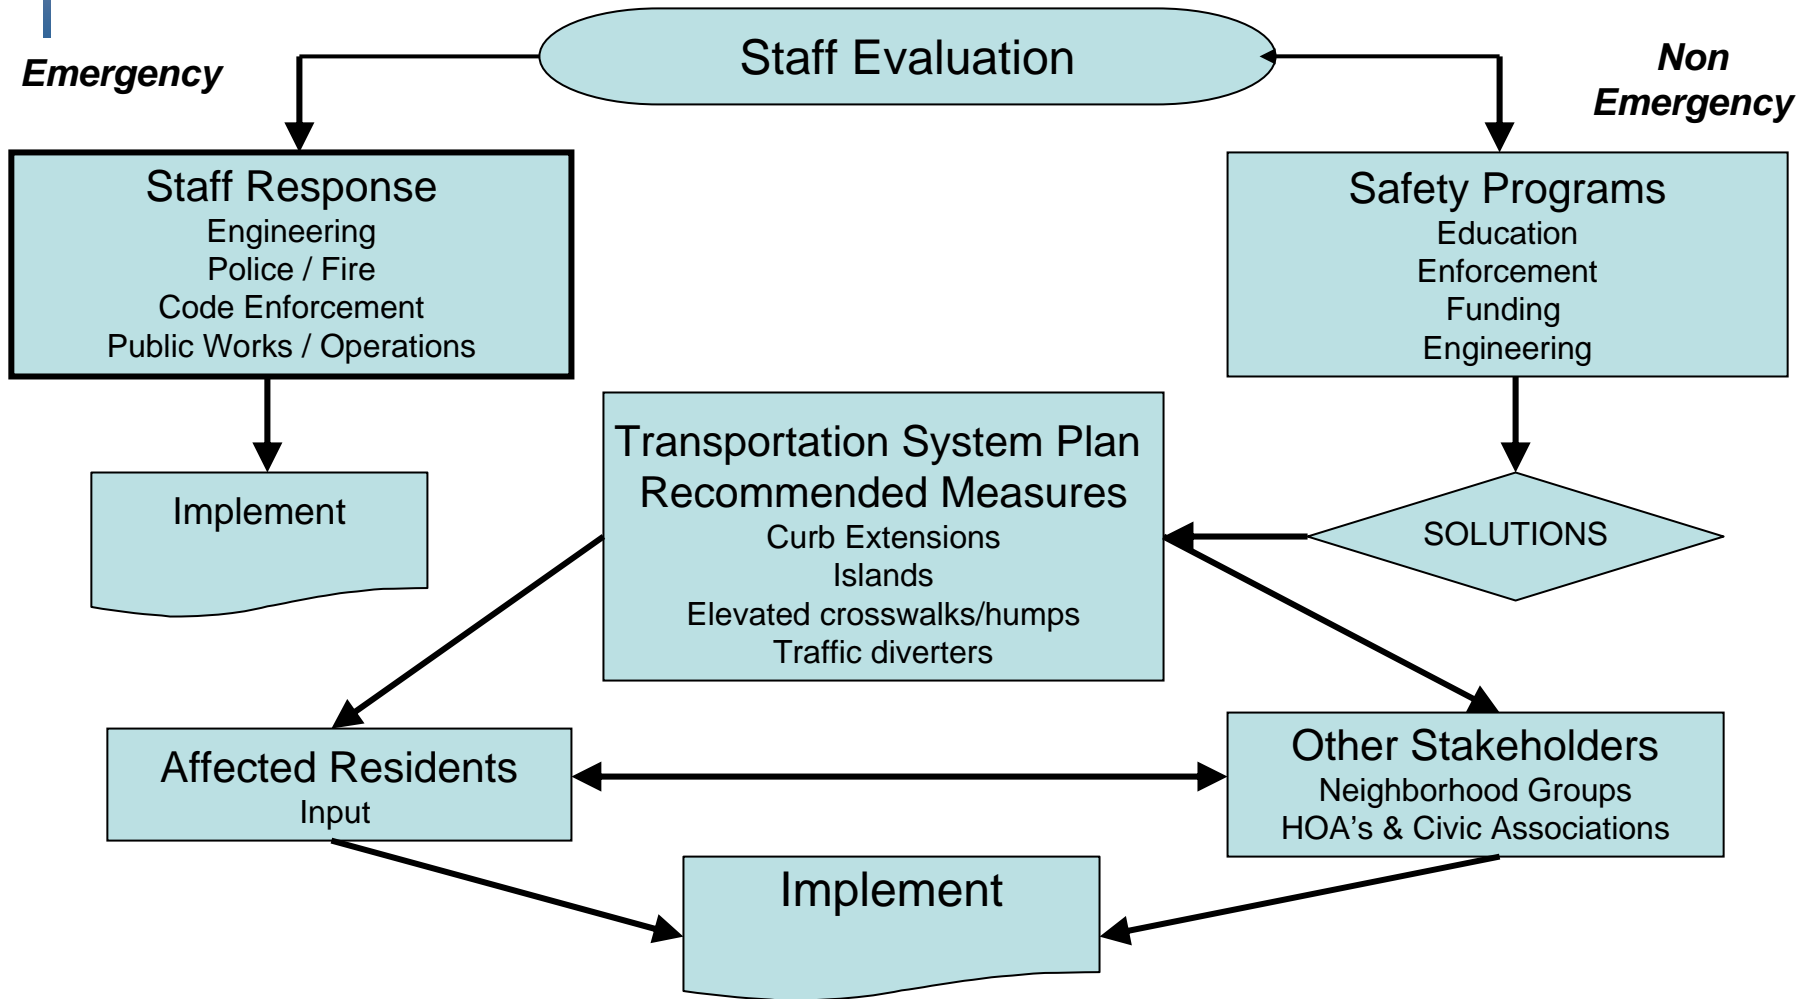 Staff Evaluation
Emergency
Non
Emergency
Staff Response
Engineering
Police / Fire
Code Enforcement
Public Works / Operations
Safety Programs
Education
Enforcement
Funding
Engineering
Implement
Transportation System Plan
Recommended Measures
Curb Extensions
Islands
Elevated crosswalks/humps
Traffic diverters
SOLUTIONS
Affected Residents
Input
Other Stakeholders
Neighborhood Groups
HOA's & Civic Associations
Implement